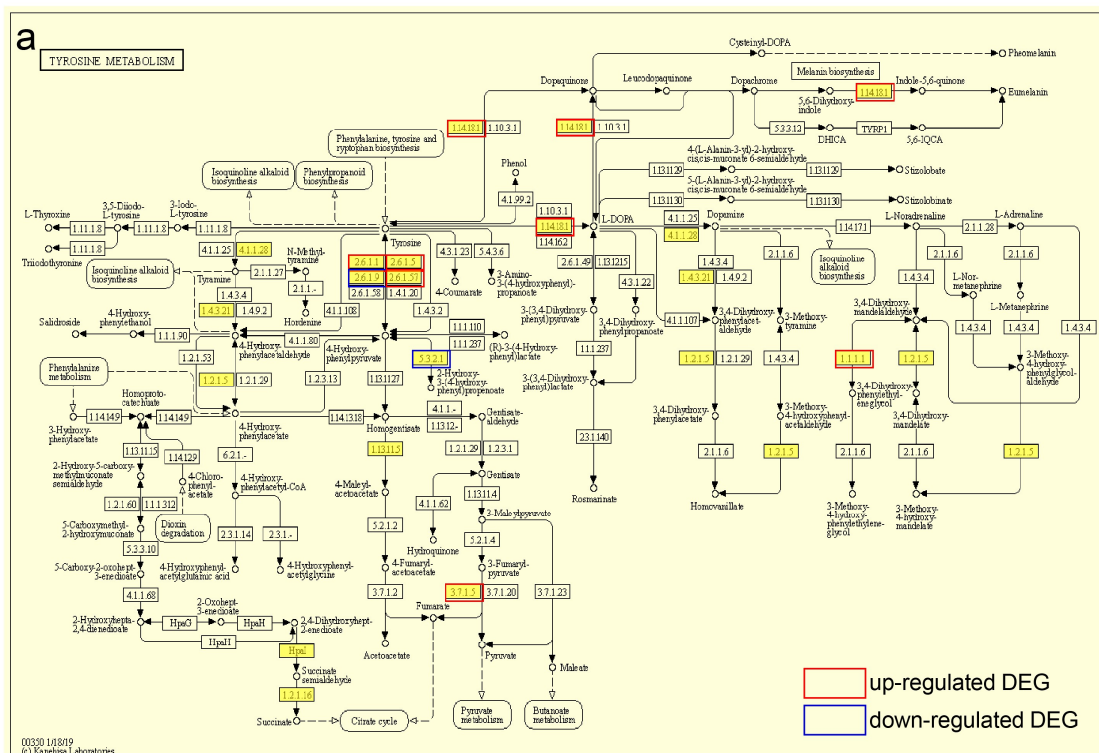 a
TYROSINE METABOLISM
Cysteinyl-DOPA
Pheomelanin
Dopaquinone
Leucodopaquinone
Dopachrome
Melanin biosynthesis
Indole-5,6-quinone
1.14.18.1
Eumelanin
5,6-Dihydroxy-
indole
5.3.3.12
TYRP1
DHICA
5,6-IQCA
1.14.18.1
1.10.3.1
1.14.18.1
1.10.3.1
Phenylalanine, tyrosine and
ryptophan biosynthesis
Isoquinoline alkaloid
biosynthesis
Phenylpropanoid
biosynthesis
Phenol
4.1.99.2
4-(L-Alanin-3-yl)-2-hydroxy-
cis,cis-muconate 6-semialdehyde
1.13.11.29
1.13.11.29
Stizolobate
5-(L-Alanin-3-yl)-2-hydroxy-
cis,cis-muconate 6-semialdehyde
1.13.11.30
1.13.11.30
Stizolobinate
L-Thyroxine
3,5-Diiodo-
L-tyrosine
3-Iodo-
L-tyrosine
1.11.1.8
1.11.1.8
1.11.1.8
1.11.1.8
Triiodothyronine
1.10.3.1
1.14.18.1
1.14.16.2
L-DOPA
4.1.1.25
4.1.1.28
Dopamine
1.14.17.1
L-Noradrenaline
2.1.1.28
L-Adrenaline
4.1.1.25
4.1.1.28
N-Methyl-
tyramine
Tyrosine
4.3.1.23
5.4.3.6
2.6.1.1
2.6.1.5
2.6.1.9
2.6.1.57
2.6.1.58
1.4.1.20
4-Coumarate
3-Amino-
3-(4-hydroxyphenyl)-
propanoate
2.6.1.49
1.13.12.15
4.3.1.22
1.4.3.4
1.4.3.21
1.4.9.2
2.1.1.6
Isoquinoline
alkaloid
biosynthesis
1.4.3.4
2.1.1.6
2.1.1.6
L-Nor-
metanephrine
L-Metanephrine
Isoquinoline alkaloid
biosynthesis
Tyramine
2.1.1.27
2.1.1.-
Hordenine
1.4.3.4
1.4.3.21
1.4.9.2
4.1.1.108
1.4.3.2
3-(3,4-Dihydroxy-
phenyl)pyruvate
3,4-Dihydroxy-
phenylpropanoate
4.1.1.107
3,4-Dihydroxy-
phenylacet-
aldehyde
3-Methoxy-
tyramine
3,4-Dihydroxy-
mandelaldehyde
1.4.3.4
1.4.3.4
1.4.3.4
Salidroside
4-Hydroxy-
phenylethanol
1.1.1.90
4-Hydroxy-
phenylacetaldehyde
4.1.1.80
4-Hydroxy-
phenylpyruvate
1.1.1.110
1.1.1.237
(R)-3-(4-Hydroxy-
phenyl)lactate
1.1.1.237
5.3.2.1
2-Hydroxy-
3-(4-hydroxy-
phenyl)propenoate
1.2.1.53
1.2.1.5
1.2.1.29
1.2.3.13
1.13.11.27
3-(3,4-Dihydroxy-
phenyl)lactate
1.2.1.5
1.2.1.29
1.4.3.4
1.1.1.1
1.2.1.5
3-Methoxy-
4-hydroxy-
phenylglycol-
aldehyde
Phenylalanine
metabolism
Homoproto-
catechuate
1.14.14.9
1.14.14.9
3-Hydroxy-
phenylacetate
4-Hydroxy-
phenylacetate
1.14.13.18
Homogentisate
4.1.1.-
1.13.12.-
Gentisate-
aldehyde
3,4-Dihydroxy-
phenylacetate
3-Methoxy-
4-hydroxyphenyl-
acetaldehyde
3,4-Dihydroxy-
phenylethyl-
eneglycol
3,4-Dihydroxy-
mandelate
1.13.11.15
1.14.12.9
6.2.1.-
1.13.11.5
1.2.1.29
1.2.3.1
2.3.1.140
2.1.1.6
1.2.1.5
2.1.1.6
2.1.1.6
1.2.1.5
2-Hydroxy-5-carboxy-
methylmuconate
semialdehyde
4-Chloro-
phenyl-
acetate
4-Hydroxy-
phenylacetyl-CoA
4-Maleyl-
acetoacetate
Gentisate
Rosmarinate
Homovanillate
3-Methoxy-
4-hydroxy-
phenylethylene-
glycol
3-Methoxy-
4-hydroxy-
mandelate
1.2.1.60
1.1.1.312
4.1.1.62
1.13.11.4
5-Carboxymethyl-
2-hydroxymuconate
Dioxin
degradation
3-Maleylpyruvate
5.3.3.10
2.3.1.14
2.3.1.-
5.2.1.2
Hydroquinone
5.2.1.4
5-Carboxy-2-oxohept-
3-enedioate
4-Hydroxyphenyl-
acetylglutamic acid
4-Hydroxyphenyl-
acetylglycine
4-Fumaryl-
acetoacetate
3-Fumaryl-
pyruvate
4.1.1.68
3.7.1.2
Fumarate
3.7.1.5
3.7.1.20
3.7.1.23
2-Hydroxyhepta-
2,4-dienedioate
HpaG
2-Oxohept-
3-enedioate
HpaH
2,4-Dihydroxyhept-
2-enedioate
HpaH
HpaI
Acetoacetate
Pyruvate
Maleate
Succinate
semialdehyde
1.2.1.16
Succinate
Citrate cycle
Pyruvate
metabolism
Butanoate
metabolism
up-regulated DEG
down-regulated DEG
00350 1/18/19
(c) Kanehisa Laboratories